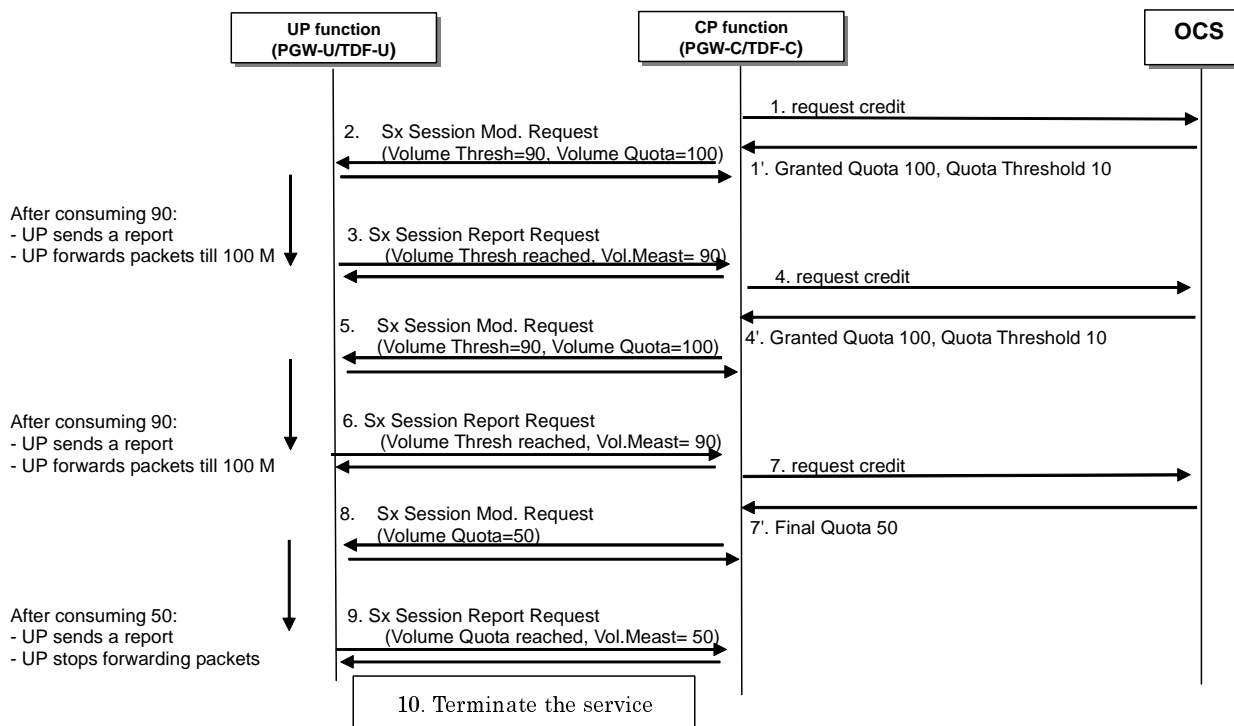 UP function
(PGW-U/TDF-U)
CP function
(PGW-C/TDF-C)
OCS
1. request credit
2. Sx Session Mod. Request
(Volume Thresh=90, Volume Quota=100)
1'. Granted Quota 100, Quota Threshold 10
After consuming 90:
- UP sends a report
- UP forwards packets till 100 M
3. Sx Session Report Request
(Volume Thresh reached, Vol.Meast= 90)
4. request credit
5. Sx Session Mod. Request
(Volume Thresh=90, Volume Quota=100)
4'. Granted Quota 100, Quota Threshold 10
After consuming 90:
- UP sends a report
- UP forwards packets till 100 M
6. Sx Session Report Request
(Volume Thresh reached, Vol.Meast= 90)
7. request credit
8. Sx Session Mod. Request
(Volume Quota=50)
7'. Final Quota 50
After consuming 50:
- UP sends a report
- UP stops forwarding packets
9. Sx Session Report Request
(Volume Quota reached, Vol.Meast= 50)
10. Terminate the service